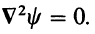 ∇²ψ = 0.